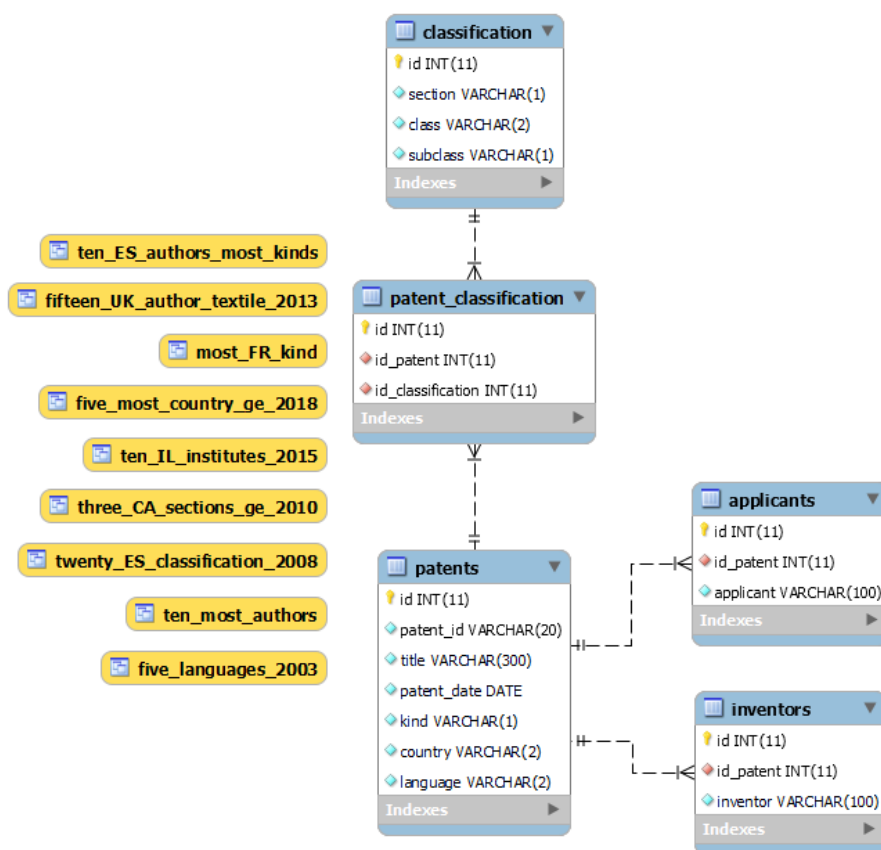 classification
id INT(11)
section VARCHAR(1)
class VARCHAR(2)
subclass VARCHAR(1)
Indexes
ten_ES_authors_most_kinds
fifteen_UK_author_textile_2013
most_FR_kind
five_most_country_ge_2018
ten_IL_institutes_2015
three_CA_sections_ge_2010
twenty_ES_classification_2008
ten_most_authors
five_languages_2003
patent_classification
id INT(11)
id_patent INT(11)
id_classification INT(11)
Indexes
patents
id INT(11)
patent_id VARCHAR(20)
title VARCHAR(300)
patent_date DATE
kind VARCHAR(1)
country VARCHAR(2)
language VARCHAR(2)
Indexes
applicants
id INT(11)
id_patent INT(11)
applicant VARCHAR(100)
Indexes
inventors
id INT(11)
id_patent INT(11)
inventor VARCHAR(100)
Indexes